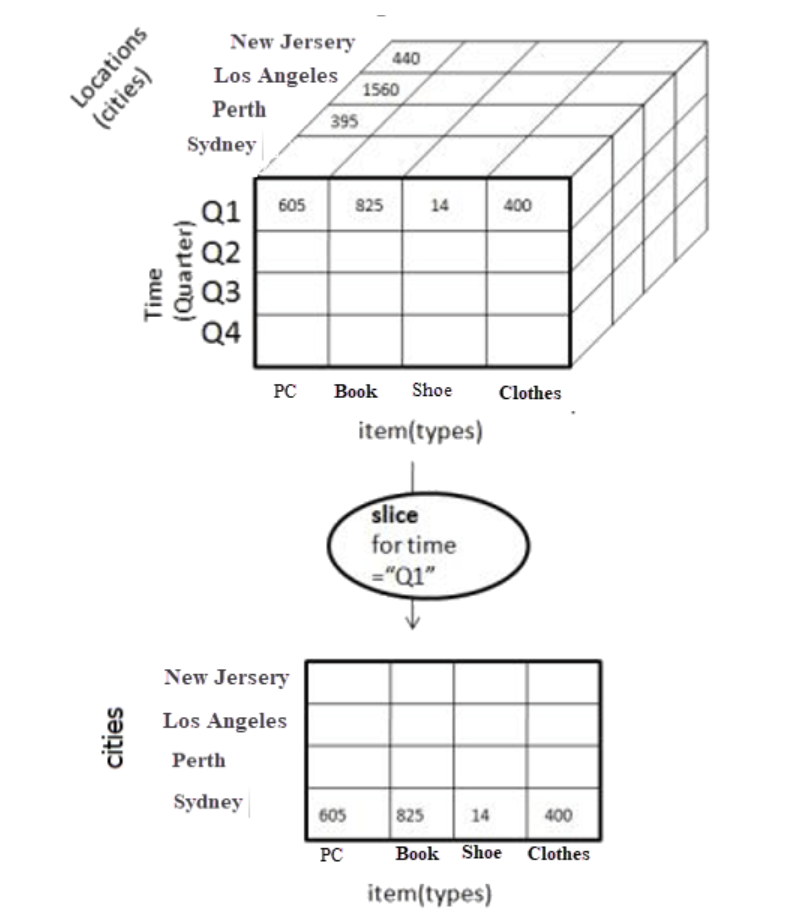 New Jersery
Los Angeles
Perth
Sydney
Locations
(cities)
440
1560
395
Q1 605 825 14 400
Q2
Q3
Q4
Time
(Quarter)
PC Book Shoe Clothes
item(types)
slice
for time
="Q1"
New Jersery
Los Angeles
Perth
Sydney 605 825 14 400
cities
PC Book Shoe Clothes
item(types)